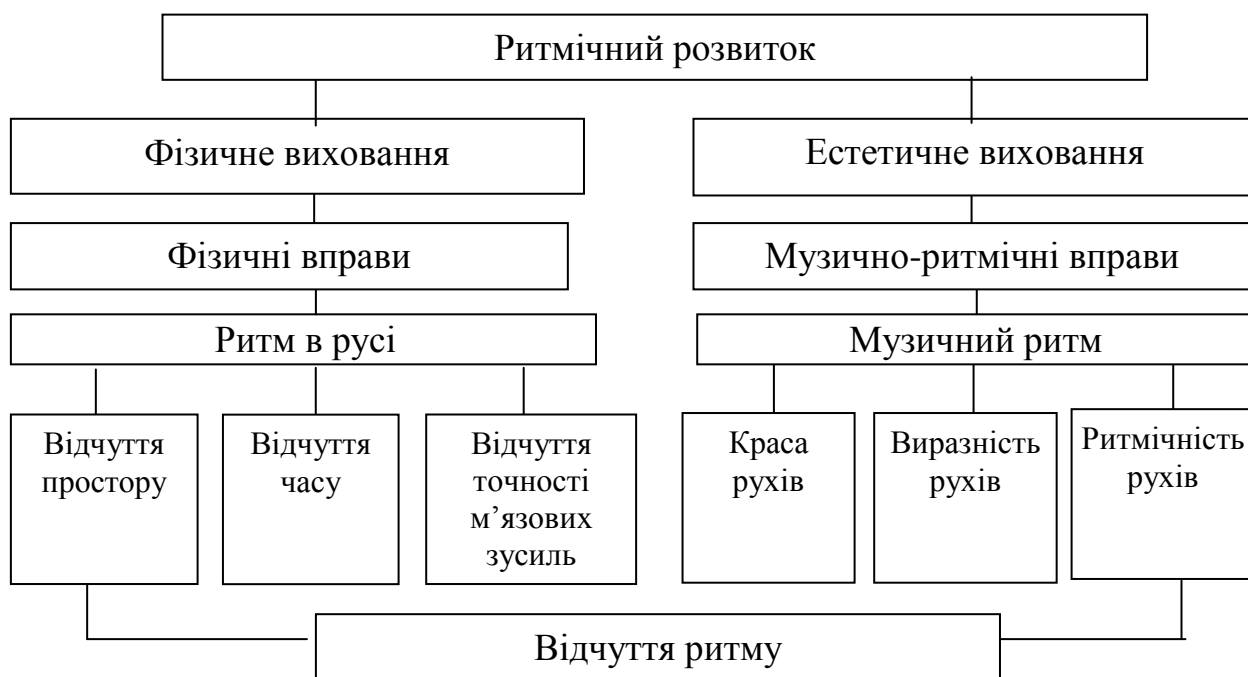 Ритмічний розвиток
Фізичне виховання
Естетичне виховання
Фізичні вправи
Музично-ритмічні вправи
Ритм в русі
Музичний ритм
Відчуття
простору
Відчуття
часу
Відчуття
точності
м’язових
зусиль
Краса
рухів
Виразність
рухів
Ритмічність
рухів
Відчуття ритму